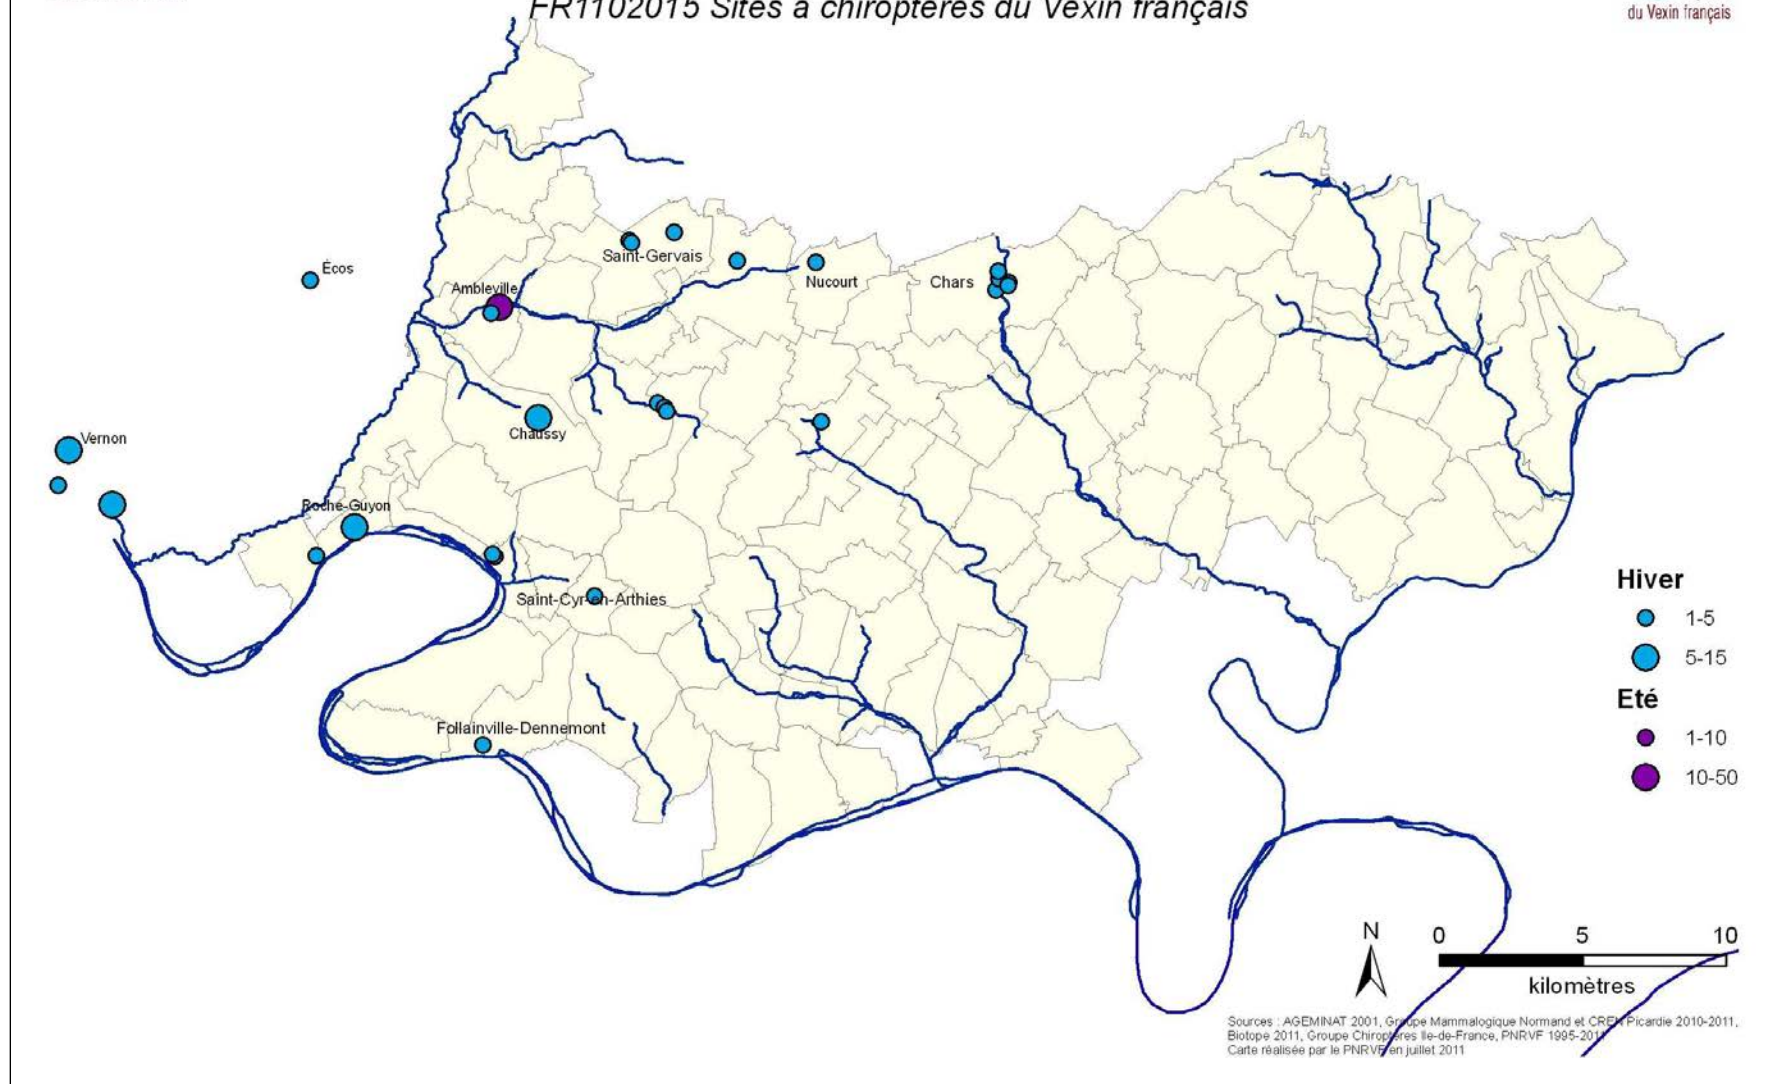 FR1102015 Sites à chiroptères du Vexin français
du Vexin français
Écos
Saint-Gervais
Ambleville
Nucourt
Chars
Chaussy
Vernon
Roche-Guyon
Saint-Cyr-en-Arthies
Follainville-Dennemont
Hiver
1-5
5-15
Eté
1-10
10-50
N
0 5 10
kilomètres
Sources : AGEMINAT 2001, Groupe Mammalogique Normand et CREN Picardie 2010-2011,
Biotope 2011, Groupe Chiroptères Ile-de-France, PNRVF 1995-2011
Carte réalisée par le PNRVF en juillet 2011